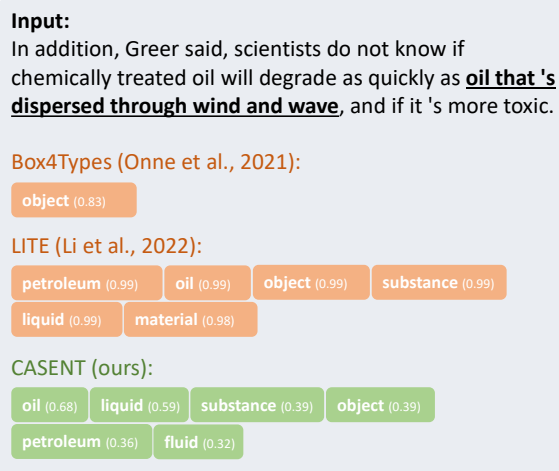 Input:
In addition, Greer said, scientists do not know if
chemically treated oil will degrade as quickly as oil that 's
dispersed through wind and wave, and if it 's more toxic.
Box4Types (Onne et al., 2021):
object (0.83)
LITE (Li et al., 2022):
petroleum (0.99) oil (0.99) object (0.99) substance (0.99)
liquid (0.99) material (0.98)
CASENT (ours):
oil (0.68) liquid (0.59) substance (0.39) object (0.39)
petroleum (0.36) fluid (0.32)